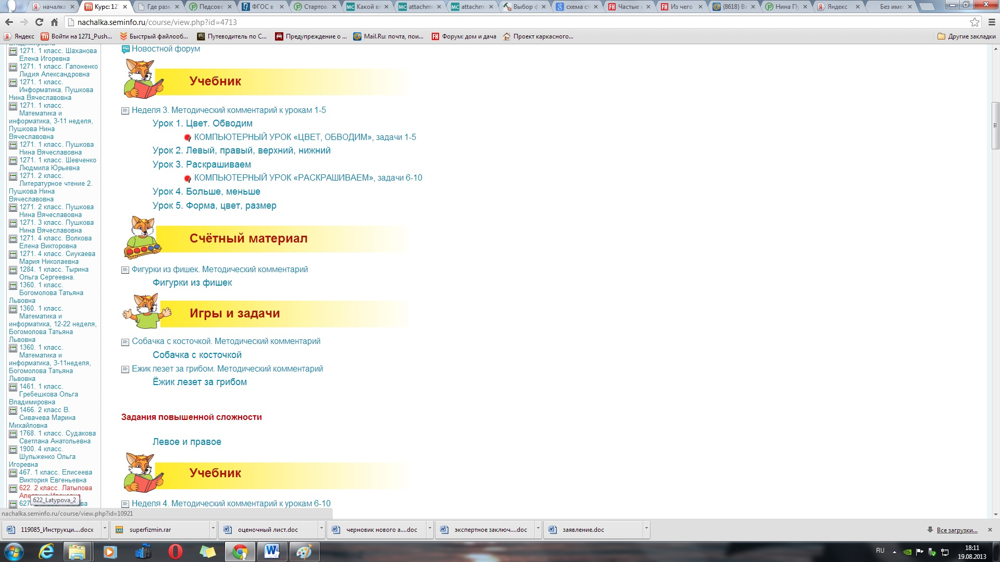 началка
Курс: 12
Где разм
Педсове
ФГОС в
Стартов
Какой в
attachm
attachm
Выбор ф
схема ст
Частые
Из чего
(8618) В
Нина П
Яндекс
Без име
nachalka.seminfo.ru/course/view.php?id=4713
Яндекс
Войти на 1271_Push...
Быстрый файлооб...
Путеводитель по С...
Предупреждение о ...
Mail.Ru: почта, пои...
Форум: дом и дача
Проект каркасного...
Другие закладки
Владимировна
1271. 1 класс. Шаханова
Елена Игоревна
1271. 1 класс. Гапоненко
Лидия Александровна
1271. 1 класс.
Информатика. Пушкова
Нина Вячеславовна
1271. 1 класс.
Математика и
информатика, 3-11 неделя,
Пушкова Нина
Вячеславовна
1271. 1 класс. Пушкова
Нина Вячеславовна
1271. 1 класс. Шевченко
Людмила Юрьевна
1271. 2 класс.
Литературное чтение 2.
Пушкова Нина
Вячеславовна
1271. 2 класс. Пушкова
Нина Вячеславовна
1271. 3 класс. Пушкова
Нина Вячеславовна
1271. 4 класс. Волкова
Елена Викторовна
1271. 4 класс. Сиукаева
Мария Николаевна
1284. 1 класс. Тырина
Ольга Сергеевна.
1360. 1 класс.
Богомолова Татьяна
Львовна
1360. 1 класс.
Математика и
информатика, 12-22 неделя,
Богомолова Татьяна
Львовна
1360. 1 класс.
Математика и
информатика, 3-11неделя,
Богомолова Татьяна
Львовна
1461. 1 класс.
Гребешкова Ольга
Владимировна
1466. 2 класс В.
Сивачева Марина
Михайловна
1768. 1 класс. Судакова
Светлана Анатольевна
1900. 4 класс.
Шульженко Ольга
Игоревна
467. 1 класс. Елисеева
Виктория Евгеньевна
622. 2 класс. Латыпова
622_Latypova_2
627.
Новостной форум
Учебник
Неделя 3. Методический комментарий к урокам 1-5
Урок 1. Цвет. Обводим
КОМПЬЮТЕРНЫЙ УРОК «ЦВЕТ, ОБВОДИМ», задачи 1-5
Урок 2. Левый, правый, верхний, нижний
Урок 3. Раскрашиваем
КОМПЬЮТЕРНЫЙ УРОК «РАСКРАШИВАЕМ», задачи 6-10
Урок 4. Больше, меньше
Урок 5. Форма, цвет, размер
Счётный материал
Фигурки из фишек. Методический комментарий
Фигурки из фишек
Игры и задачи
Собачка с косточкой. Методический комментарий
Собачка с косточкой
Ежик лезет за грибом. Методический комментарий
Ёжик лезет за грибом
Задания повышенной сложности
Левое и правое
Учебник
Неделя 4. Методический комментарий к урокам 6-10
nachalka.seminfo.ru/course/view.php?id=10921
119085_Инструкци....docx
superfizmin.rar
оценочный лист.doc
черновик нового а....doc
экспертное заключ....doc
заявление.doc
Все загрузки...
RU
18:11
19.08.2013